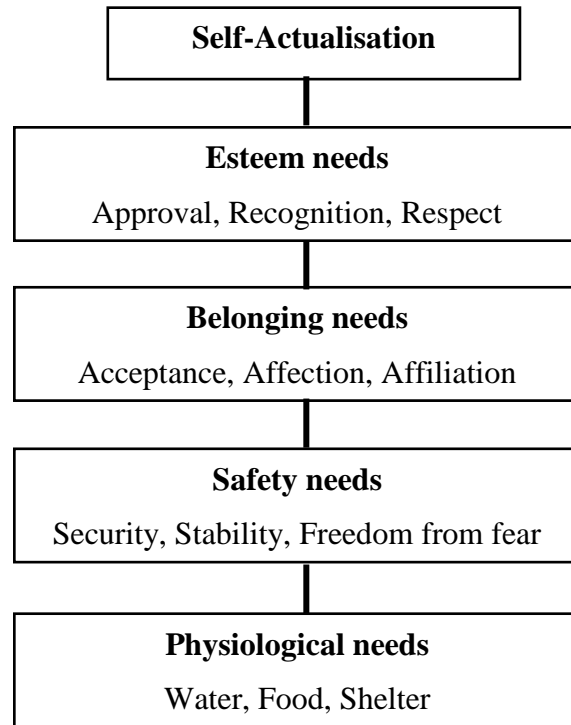 Self-Actualisation
Esteem needs
Approval, Recognition, Respect
Belonging needs
Acceptance, Affection, Affiliation
Safety needs
Security, Stability, Freedom from fear
Physiological needs
Water, Food, Shelter